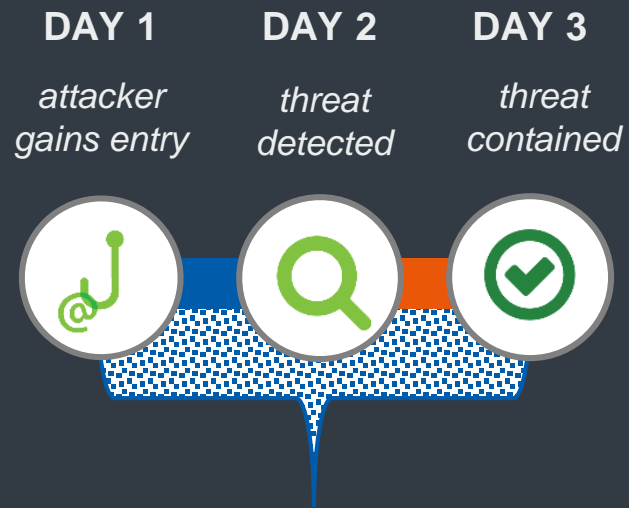 DAY 1
attacker
gains entry
DAY 2
threat
detected
DAY 3
threat
contained
@